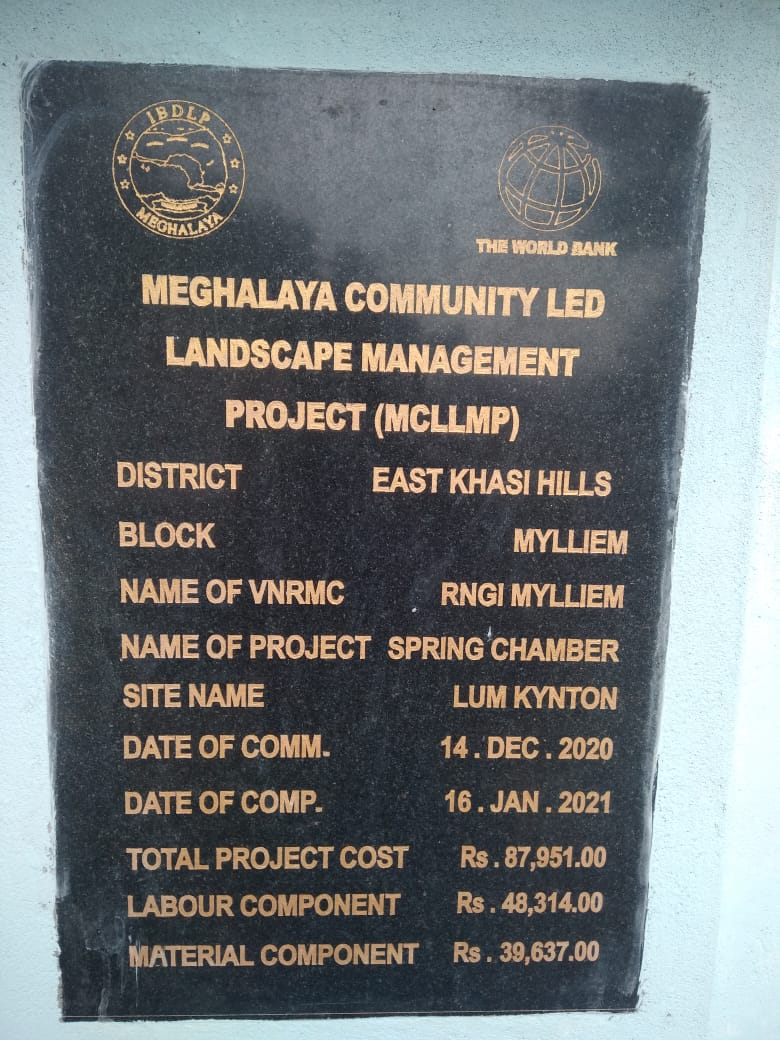 IBDLP
MEGHALAYA
THE WORLD BANK
MEGHALAYA COMMUNITY LED
LANDSCAPE MANAGEMENT
PROJECT (MCLLMP)
DISTRICT EAST KHASI HILLS
BLOCK MYLLIEM
NAME OF VNRMC RNGI MYLLIEM
NAME OF PROJECT SPRING CHAMBER
SITE NAME LUM KYNTON
DATE OF COMM. 14 . DEC . 2020
DATE OF COMP. 16 . JAN . 2021
TOTAL PROJECT COST Rs . 87,951.00
LABOUR COMPONENT Rs . 48,314.00
MATERIAL COMPONENT Rs . 39,637.00